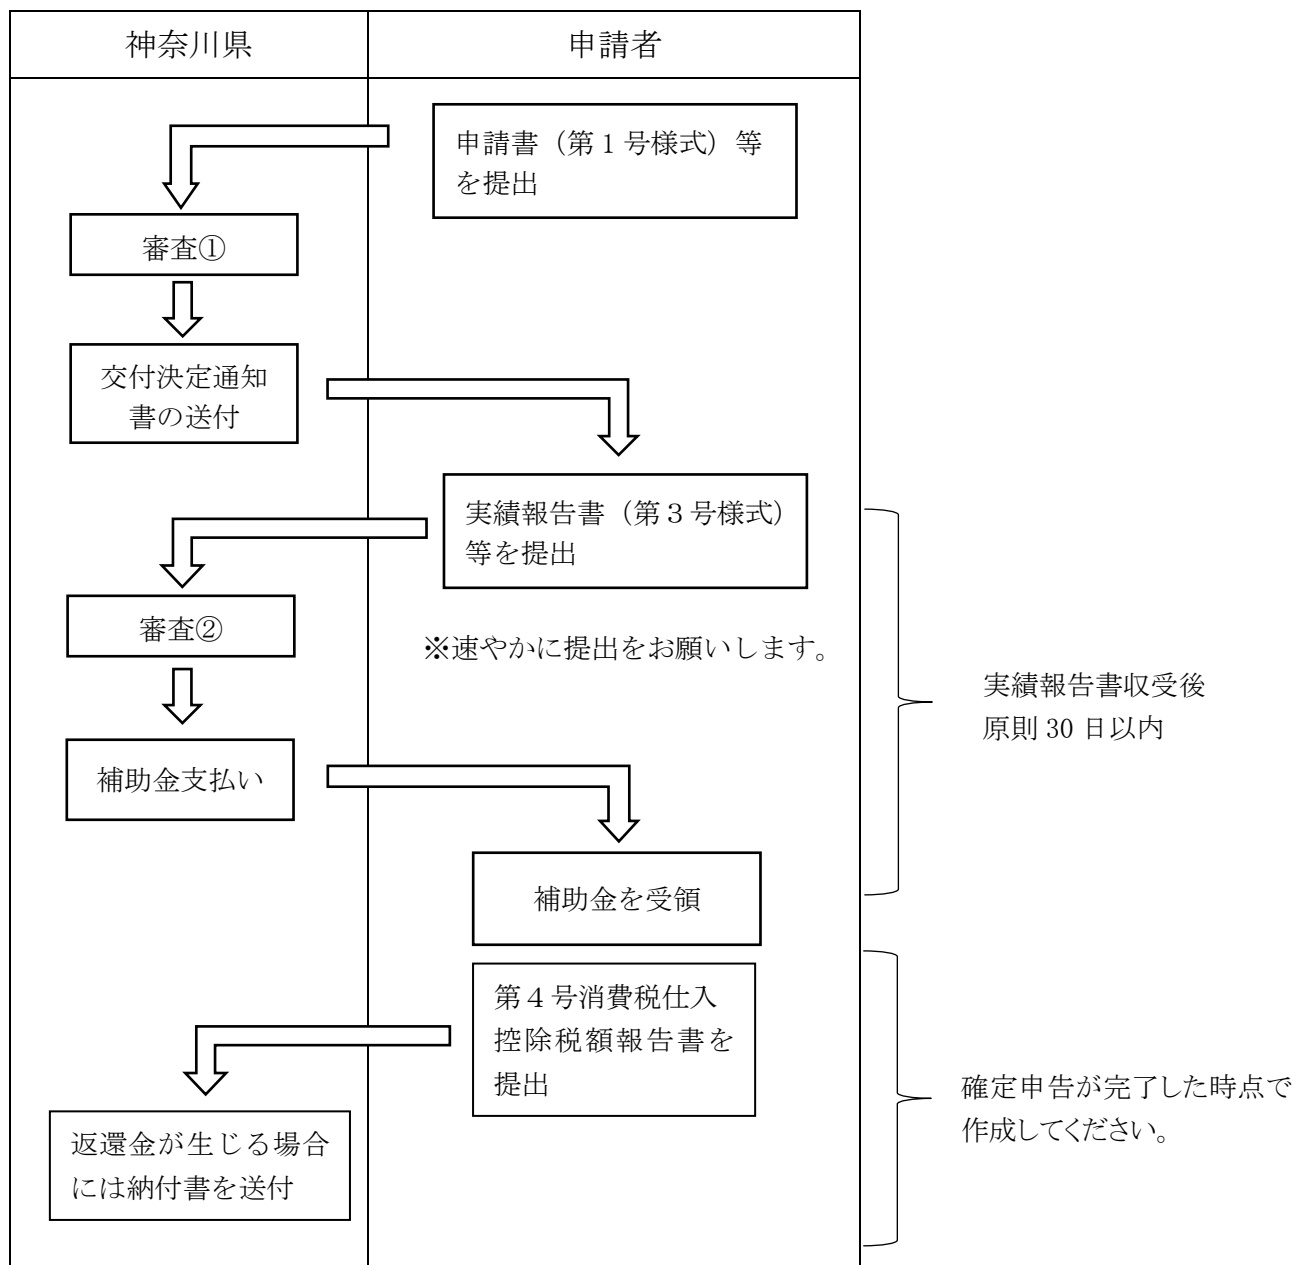 神奈川県
申請者
申請書（第１号様式）等
を提出
審査①
交付決定通知
書の送付
実績報告書（第３号様式）
等を提出
審査②
※速やかに提出をお願いします。
実績報告書収受後
原則 30 日以内
補助金支払い
補助金を受領
第４号消費税仕入
控除税額報告書を
提出
確定申告が完了した時点で
作成してください。
返還金が生じる場合
には納付書を送付